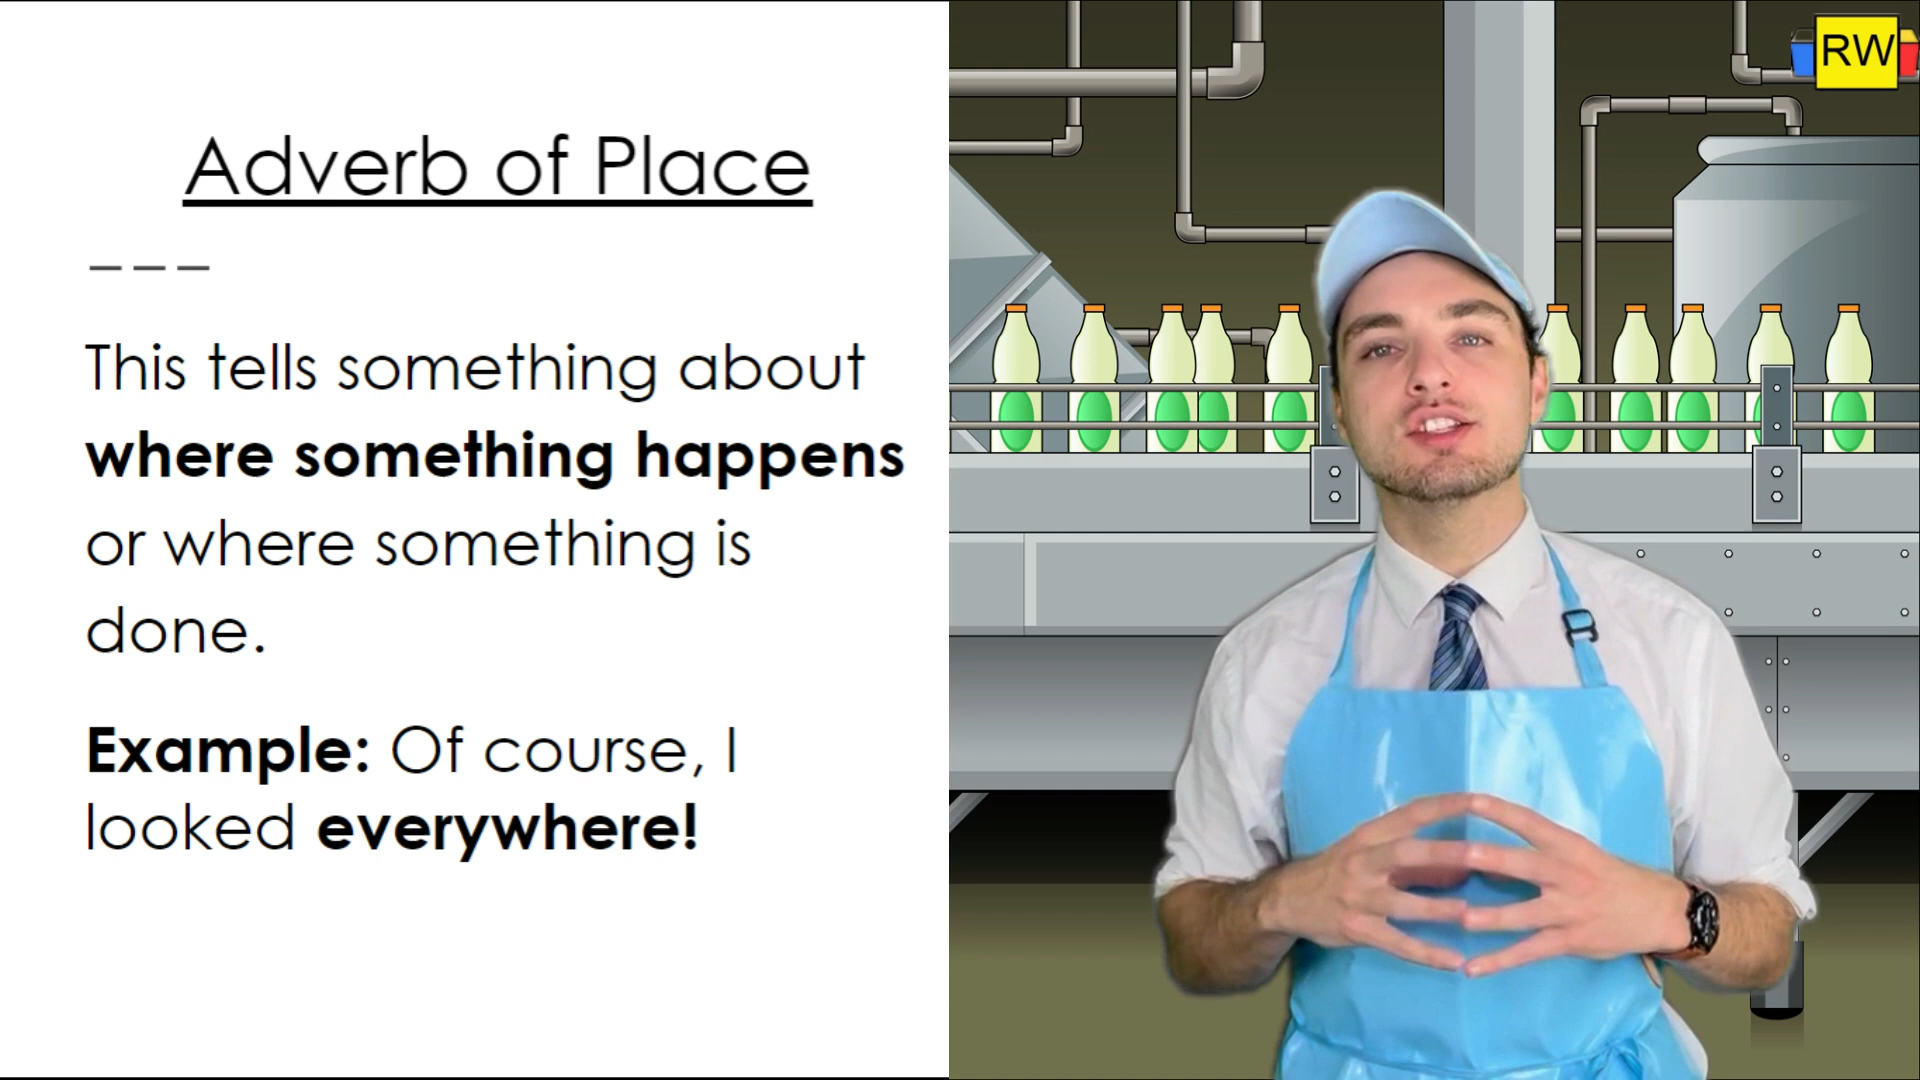 Adverb of Place
– – –
This tells something about
where something happens
or where something is
done.
Example: Of course, I
looked everywhere!
RW